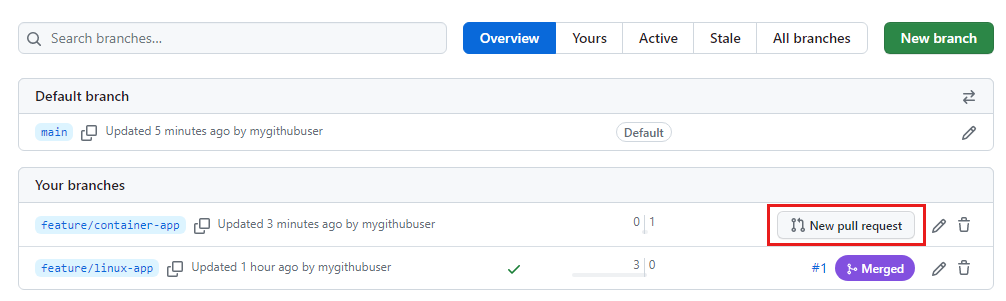 Search branches... Overview Yours Active Stale All branches New branch
Default branch
main Updated 5 minutes ago by mygithubuser Default
Your branches
feature/container-app Updated 3 minutes ago by mygithubuser 0 1 New pull request
feature/linux-app Updated 1 hour ago by mygithubuser 3 0 #1 Merged